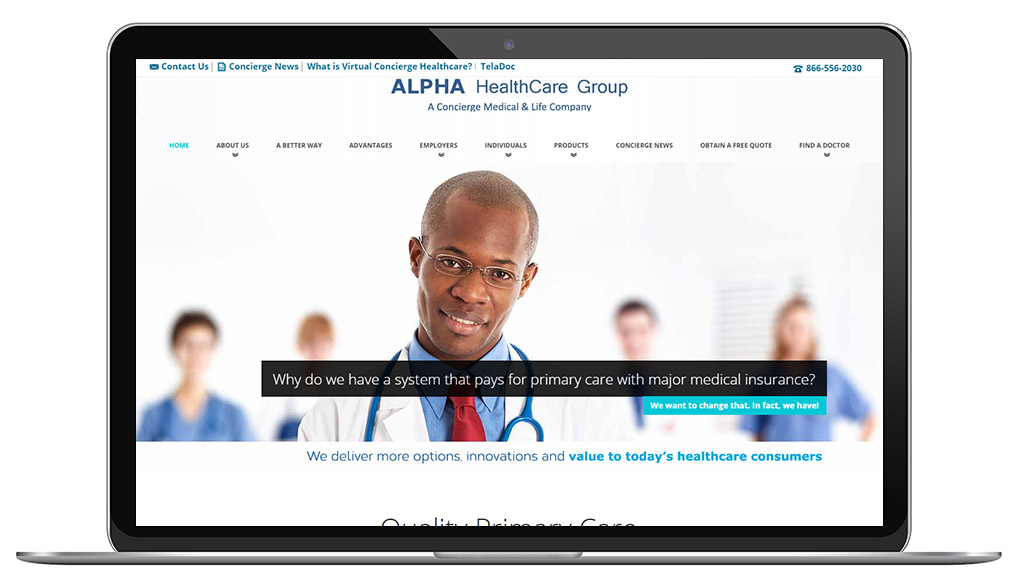 Contact Us | Concierge News | What is Virtual Concierge Healthcare? | TelaDoc
866-556-2030
ALPHA HealthCare Group
A Concierge Medical & Life Company
HOME ABOUT US A BETTER WAY ADVANTAGES EMPLOYERS INDIVIDUALS PRODUCTS CONCIERGE NEWS OBTAIN A FREE QUOTE FIND A DOCTOR
Why do we have a system that pays for primary care with major medical insurance?
We want to change that. In fact, we have!
We deliver more options, innovations and value to today's healthcare consumers
Quality Primary Care